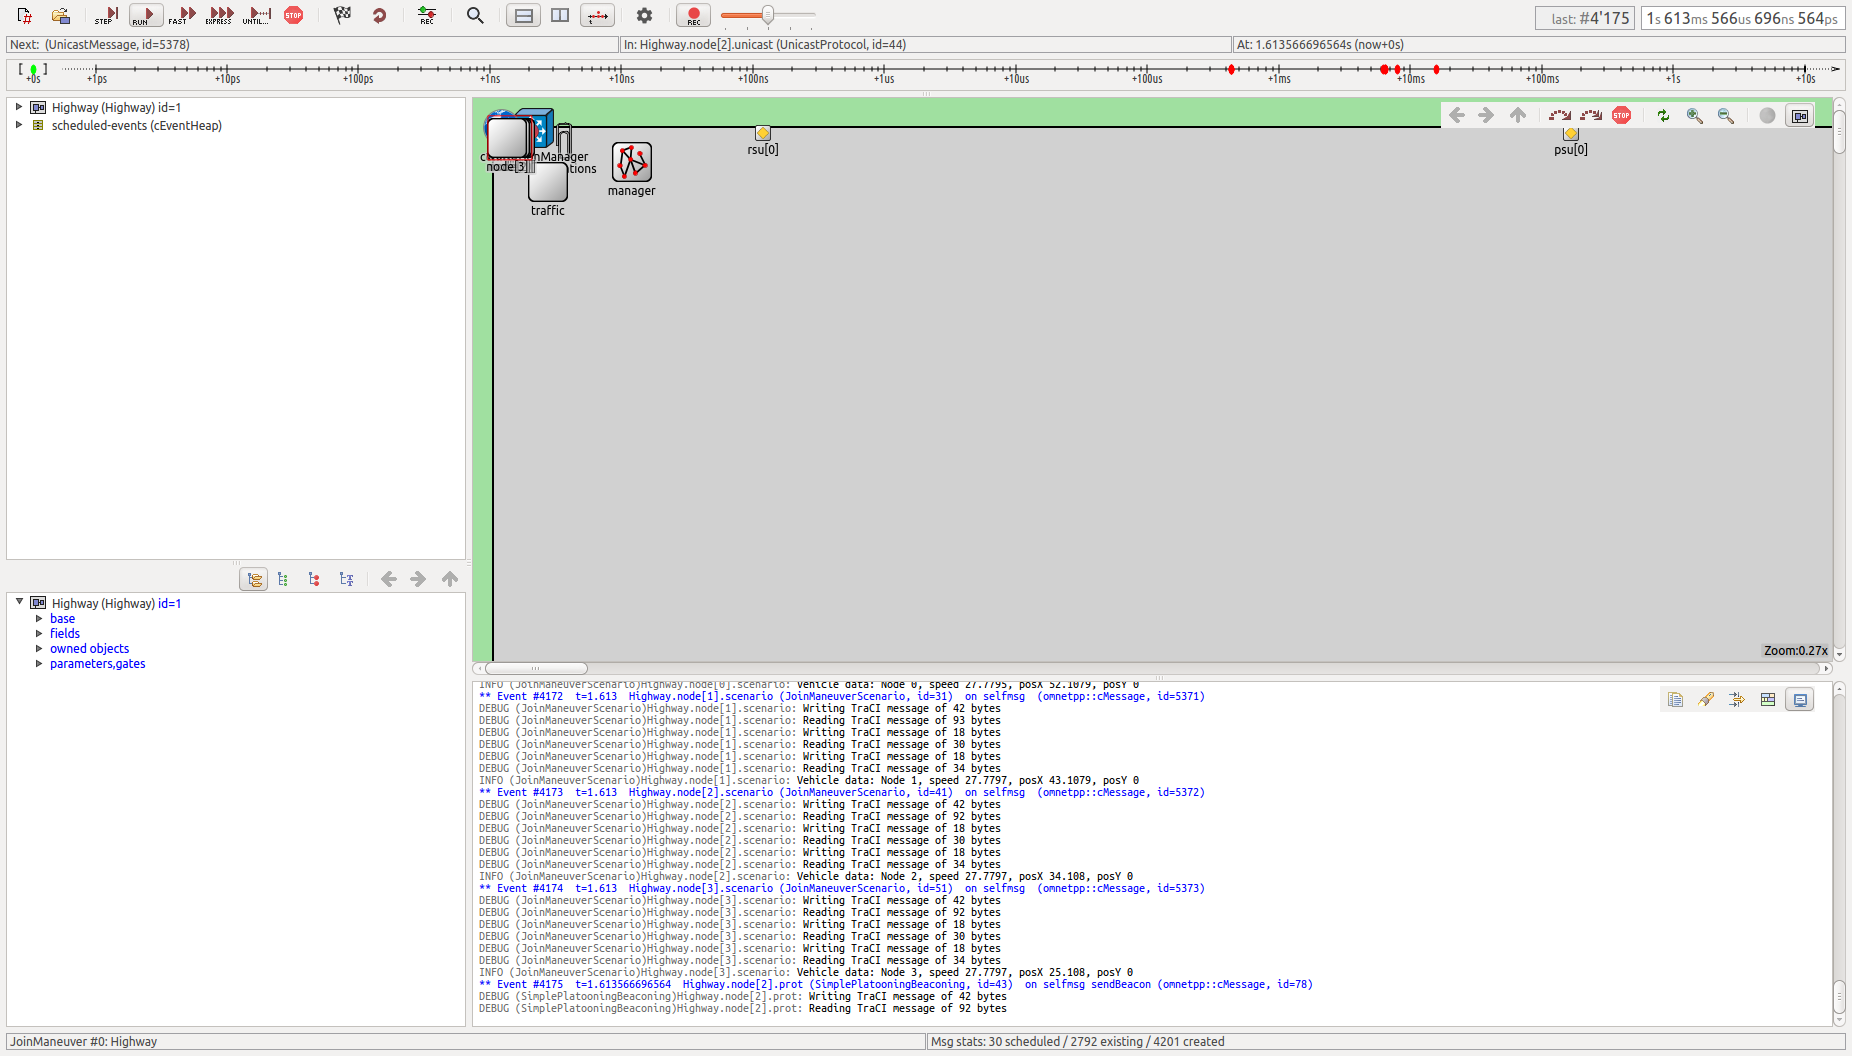 STEP RUN FAST EXPRESS UNTIL... STOP REC REC
last: #4'175 1s 613ms 566us 696ns 564ps
Next: (UnicastMessage, id=5378) In: Highway.node[2].unicast (UnicastProtocol, id=44) At: 1.613566696564s (now+0s)
+0s +1ps +10ps +100ps +1ns +10ns +100ns +1us +10us +100us +1ms +10ms +100ms +1s +10s
Highway (Highway) id=1
scheduled-events (cEventHeap)
STOP
rsu[0]
psu[0]
node[3]
manager
traffic
Zoom:0.27x
Highway (Highway) id=1
base
fields
owned objects
parameters,gates
INFO (JoinManeuverScenario)Highway.node[0].scenario: Vehicle data: Node 0, speed 27.7795, posX 52.1079, posY 0
** Event #4172 t=1.613 Highway.node[1].scenario (JoinManeuverScenario, id=31) on selfmsg (omnetpp::cMessage, id=5371)
DEBUG (JoinManeuverScenario)Highway.node[1].scenario: Writing TraCI message of 42 bytes
DEBUG (JoinManeuverScenario)Highway.node[1].scenario: Reading TraCI message of 93 bytes
DEBUG (JoinManeuverScenario)Highway.node[1].scenario: Writing TraCI message of 18 bytes
DEBUG (JoinManeuverScenario)Highway.node[1].scenario: Reading TraCI message of 30 bytes
DEBUG (JoinManeuverScenario)Highway.node[1].scenario: Writing TraCI message of 18 bytes
DEBUG (JoinManeuverScenario)Highway.node[1].scenario: Reading TraCI message of 34 bytes
INFO (JoinManeuverScenario)Highway.node[1].scenario: Vehicle data: Node 1, speed 27.7797, posX 43.1079, posY 0
** Event #4173 t=1.613 Highway.node[2].scenario (JoinManeuverScenario, id=41) on selfmsg (omnetpp::cMessage, id=5372)
DEBUG (JoinManeuverScenario)Highway.node[2].scenario: Writing TraCI message of 42 bytes
DEBUG (JoinManeuverScenario)Highway.node[2].scenario: Reading TraCI message of 92 bytes
DEBUG (JoinManeuverScenario)Highway.node[2].scenario: Writing TraCI message of 18 bytes
DEBUG (JoinManeuverScenario)Highway.node[2].scenario: Reading TraCI message of 30 bytes
DEBUG (JoinManeuverScenario)Highway.node[2].scenario: Writing TraCI message of 18 bytes
DEBUG (JoinManeuverScenario)Highway.node[2].scenario: Reading TraCI message of 34 bytes
INFO (JoinManeuverScenario)Highway.node[2].scenario: Vehicle data: Node 2, speed 27.7797, posX 34.108, posY 0
** Event #4174 t=1.613 Highway.node[3].scenario (JoinManeuverScenario, id=51) on selfmsg (omnetpp::cMessage, id=5373)
DEBUG (JoinManeuverScenario)Highway.node[3].scenario: Writing TraCI message of 42 bytes
DEBUG (JoinManeuverScenario)Highway.node[3].scenario: Reading TraCI message of 92 bytes
DEBUG (JoinManeuverScenario)Highway.node[3].scenario: Writing TraCI message of 18 bytes
DEBUG (JoinManeuverScenario)Highway.node[3].scenario: Reading TraCI message of 30 bytes
DEBUG (JoinManeuverScenario)Highway.node[3].scenario: Writing TraCI message of 18 bytes
DEBUG (JoinManeuverScenario)Highway.node[3].scenario: Reading TraCI message of 34 bytes
INFO (JoinManeuverScenario)Highway.node[3].scenario: Vehicle data: Node 3, speed 27.7797, posX 25.108, posY 0
** Event #4175 t=1.613566696564 Highway.node[2].prot (SimplePlatooningBeaconing, id=43) on selfmsg sendBeacon (omnetpp::cMessage, id=78)
DEBUG (SimplePlatooningBeaconing)Highway.node[2].prot: Writing TraCI message of 42 bytes
DEBUG (SimplePlatooningBeaconing)Highway.node[2].prot: Reading TraCI message of 92 bytes
JoinManeuver #0: Highway
Msg stats: 30 scheduled / 2792 existing / 4201 created